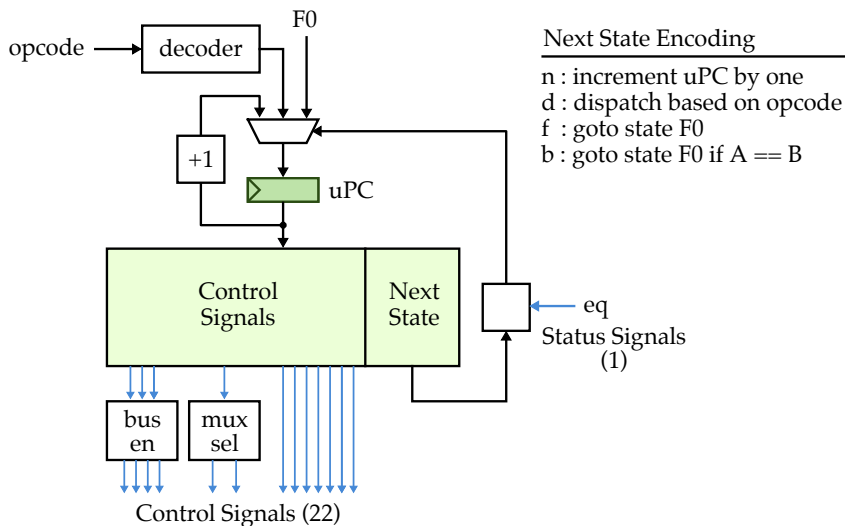 F0
opcode
decoder
Next State Encoding
n : increment uPC by one
d : dispatch based on opcode
f : goto state F0
b : goto state F0 if A == B
+1
uPC
Control
Signals
Next
State
eq
Status Signals
(1)
bus
en
mux
sel
Control Signals (22)